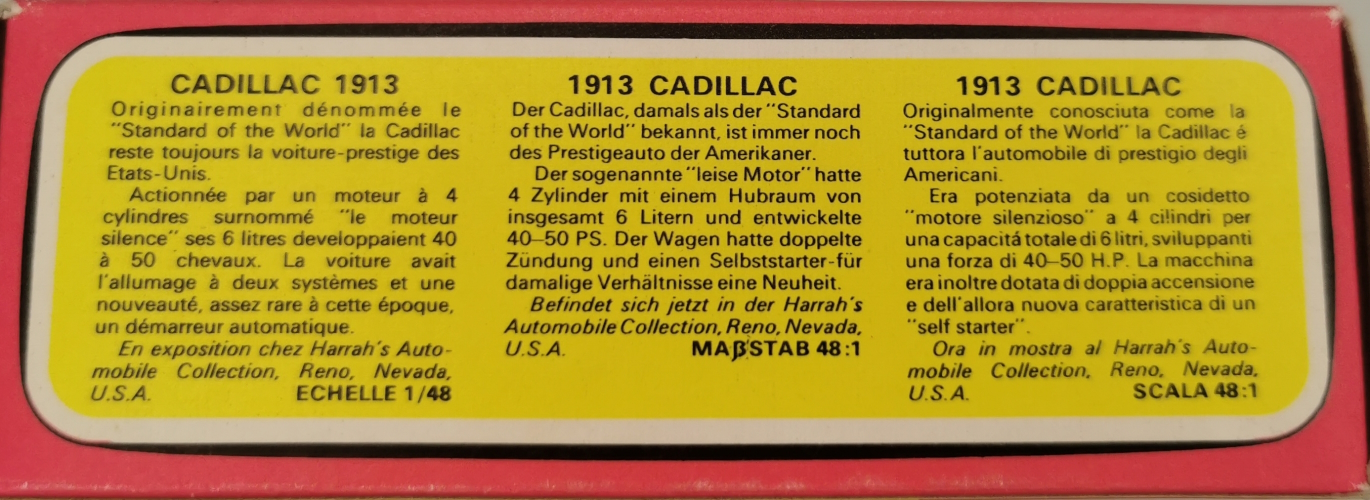 CADILLAC 1913
Originairement dénommée le
"Standard of the World" la Cadillac
reste toujours la voiture-prestige des
Etats-Unis.
Actionnée par un moteur à 4
cylindres surnommé "le moteur
silence" ses 6 litres developpaient 40
à 50 chevaux. La voiture avait
l'allumage à deux systèmes et une
nouveauté, assez rare à cette époque,
un démarreur automatique.
En exposition chez Harrah's Auto-
mobile Collection, Reno, Nevada,
U.S.A. ECHELLE 1/48
1913 CADILLAC
Der Cadillac, damals als der "Standard
of the World" bekannt, ist immer noch
des Prestigeauto der Amerikaner.
Der sogenannte "leise Motor" hatte
4 Zylinder mit einem Hubraum von
insgesamt 6 Litern und entwickelte
40–50 PS. Der Wagen hatte doppelte
Zündung und einen Selbststarter-für
damalige Verhältnisse eine Neuheit.
Befindet sich jetzt in der Harrah's
Automobile Collection, Reno, Nevada,
U.S.A. MAßSTAB 48:1
1913 CADILLAC
Originalmente conosciuta come la
"Standard of the World" la Cadillac é
tuttora l'automobile di prestigio degli
Americani.
Era potenziata da un cosidetto
"motore silenzioso" a 4 cilindri per
una capacitá totale di 6 litri, sviluppanti
una forza di 40–50 H.P. La macchina
era inoltre dotata di doppia accensione
e dell'allora nuova caratteristica di un
"self starter".
Ora in mostra al Harrah's Auto-
mobile Collection, Reno, Nevada,
U.S.A. SCALA 48:1